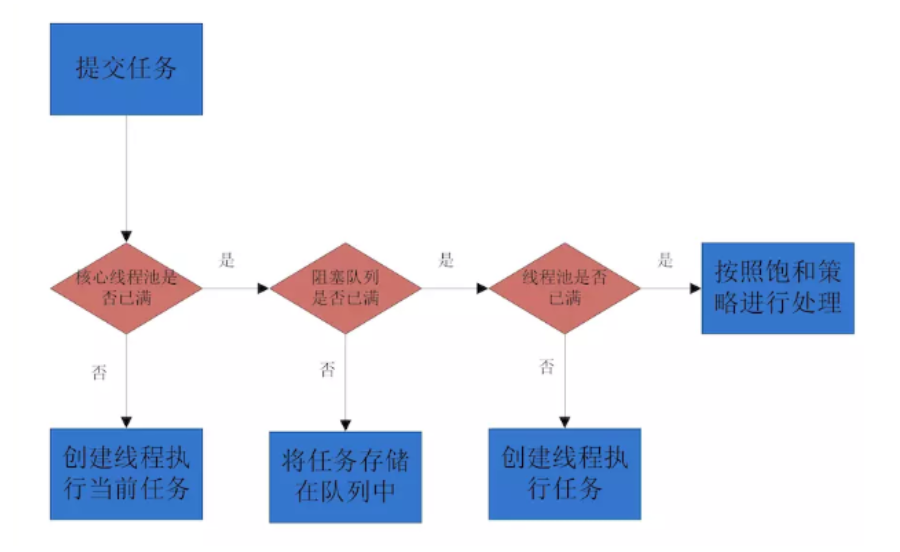 提交任务
核心线程池是
否已满
是
阻塞队列
是否已满
是
线程池是否
已满
是
按照饱和策
略进行处理
否
否
否
创建线程执
行当前任务
将任务存储
在队列中
创建线程执
行任务